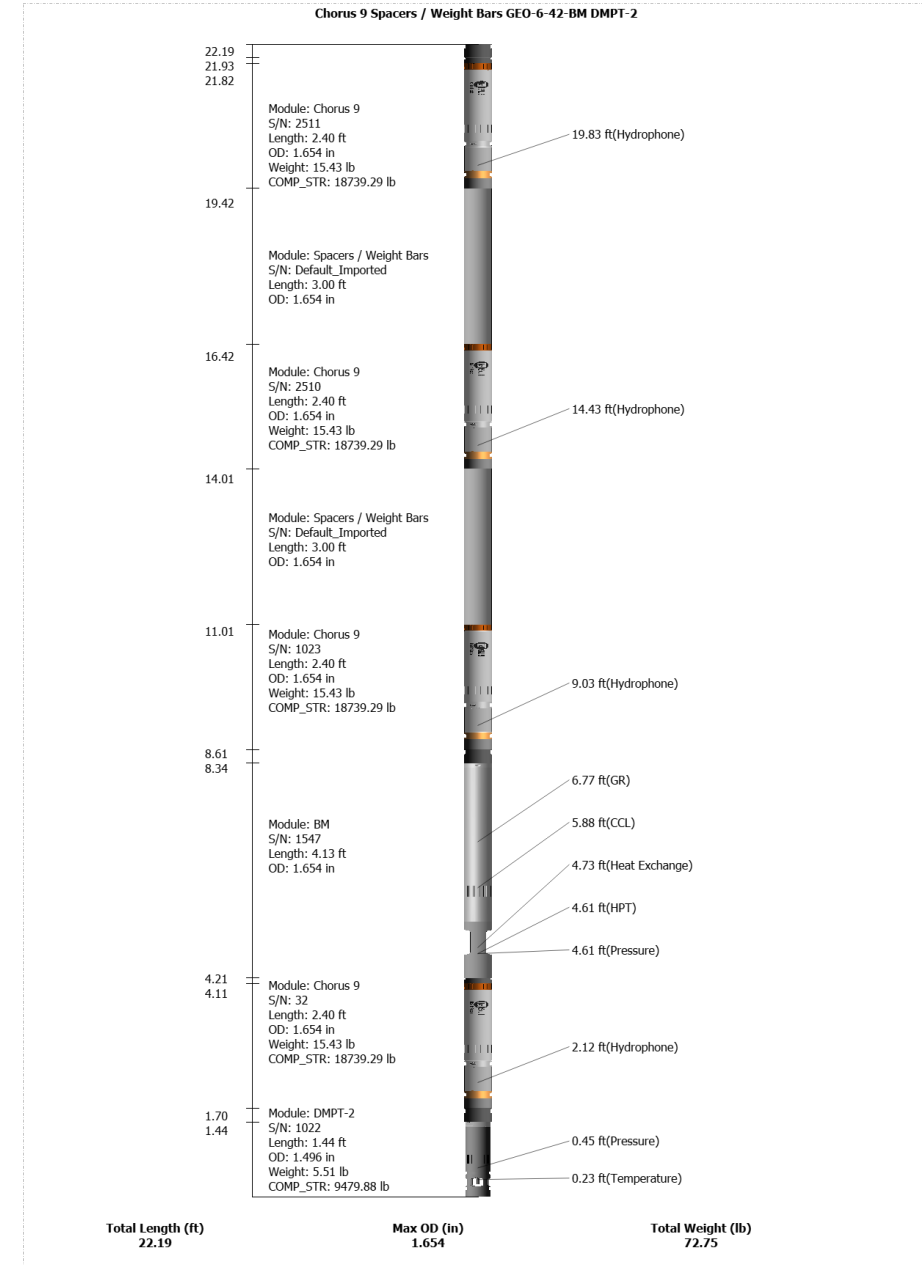 Chorus 9 Spacers / Weight Bars GEO-6-42-BM DMPT-2
22.19
21.93
21.82
Module: Chorus 9
S/N: 2511
Length: 2.40 ft
OD: 1.654 in
Weight: 15.43 lb
COMP_STR: 18739.29 lb
19.83 ft(Hydrophone)
19.42
Module: Spacers / Weight Bars
S/N: Default_Imported
Length: 3.00 ft
OD: 1.654 in
16.42
Module: Chorus 9
S/N: 2510
Length: 2.40 ft
OD: 1.654 in
Weight: 15.43 lb
COMP_STR: 18739.29 lb
14.43 ft(Hydrophone)
14.01
Module: Spacers / Weight Bars
S/N: Default_Imported
Length: 3.00 ft
OD: 1.654 in
11.01
Module: Chorus 9
S/N: 1023
Length: 2.40 ft
OD: 1.654 in
Weight: 15.43 lb
COMP_STR: 18739.29 lb
9.03 ft(Hydrophone)
8.61
8.34
Module: BM
S/N: 1547
Length: 4.13 ft
OD: 1.654 in
6.77 ft(GR)
5.88 ft(CCL)
4.73 ft(Heat Exchange)
4.61 ft(HPT)
4.61 ft(Pressure)
4.21
4.11
Module: Chorus 9
S/N: 32
Length: 2.40 ft
OD: 1.654 in
Weight: 15.43 lb
COMP_STR: 18739.29 lb
2.12 ft(Hydrophone)
1.70
1.44
Module: DMPT-2
S/N: 1022
Length: 1.44 ft
OD: 1.496 in
Weight: 5.51 lb
COMP_STR: 9479.88 lb
0.45 ft(Pressure)
0.23 ft(Temperature)
Total Length (ft)
22.19
Max OD (in)
1.654
Total Weight (lb)
72.75